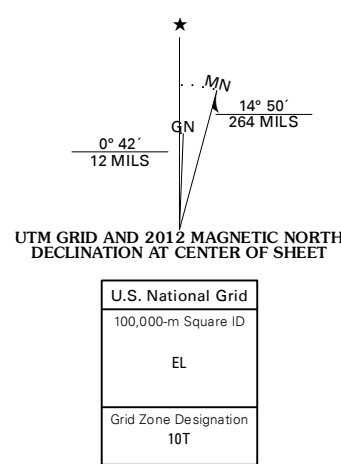 ★
MN
GN
0° 42´
12 MILS
14° 50´
264 MILS
UTM GRID AND 2012 MAGNETIC NORTH
DECLINATION AT CENTER OF SHEET
U.S. National Grid
100,000-m Square ID
EL
Grid Zone Designation
10T